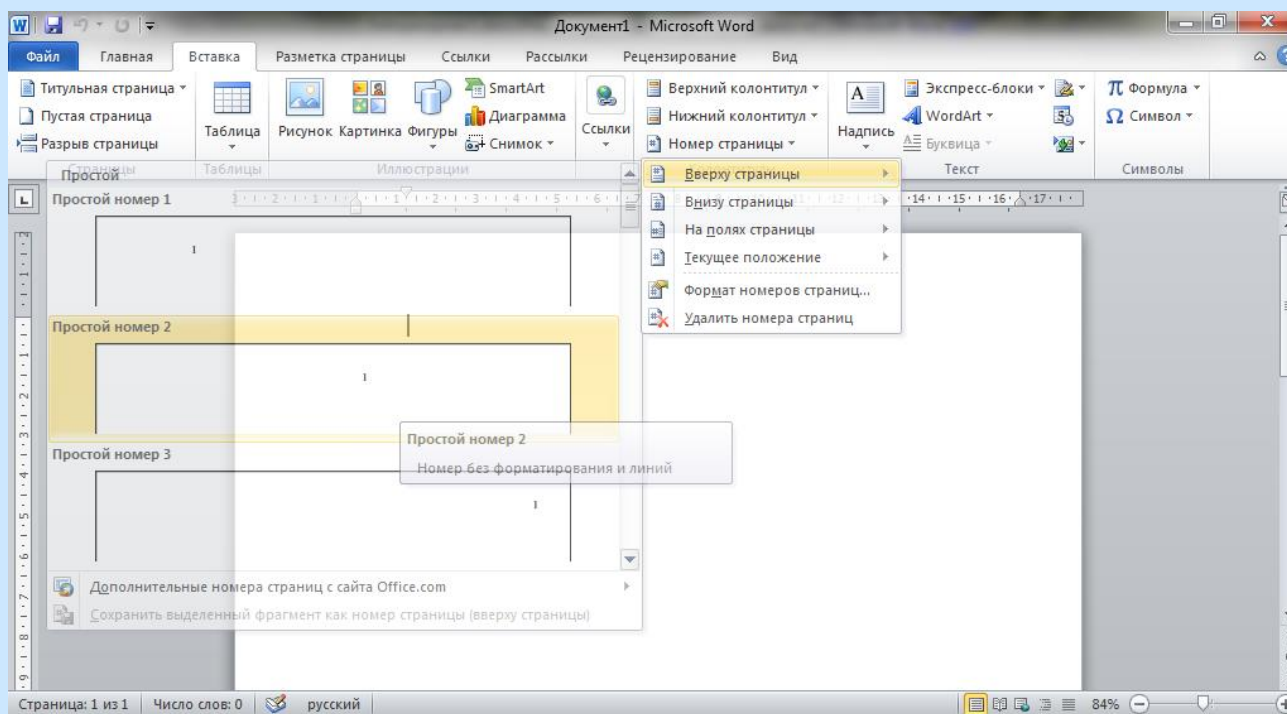 Документ1 - Microsoft Word
Файл Главная Вставка Разметка страницы Ссылки Рассылки Рецензирование Вид
Титульная страница
Пустая страница
Разрыв страницы
Страницы
Таблица
Таблицы
Рисунок Картинка Фигуры
SmartArt
Диаграмма
Снимок
Иллюстрации
Ссылки
Верхний колонтитул
Нижний колонтитул
Номер страницы
Надпись
Экспресс-блоки
WordArt
Буквица
Текст
Формула
Символ
Символы
Вверху страницы
Внизу страницы
На полях страницы
Текущее положение
Формат номеров страниц...
Удалить номера страниц
Простой
Простой номер 1
1
Простой номер 2
1
Простой номер 2
Номер без форматирования и линий
Простой номер 3
1
Дополнительные номера страниц с сайта Office.com
Сохранить выделенный фрагмент как номер страницы (вверху страницы)
Страница: 1 из 1 Число слов: 0 русский 84%